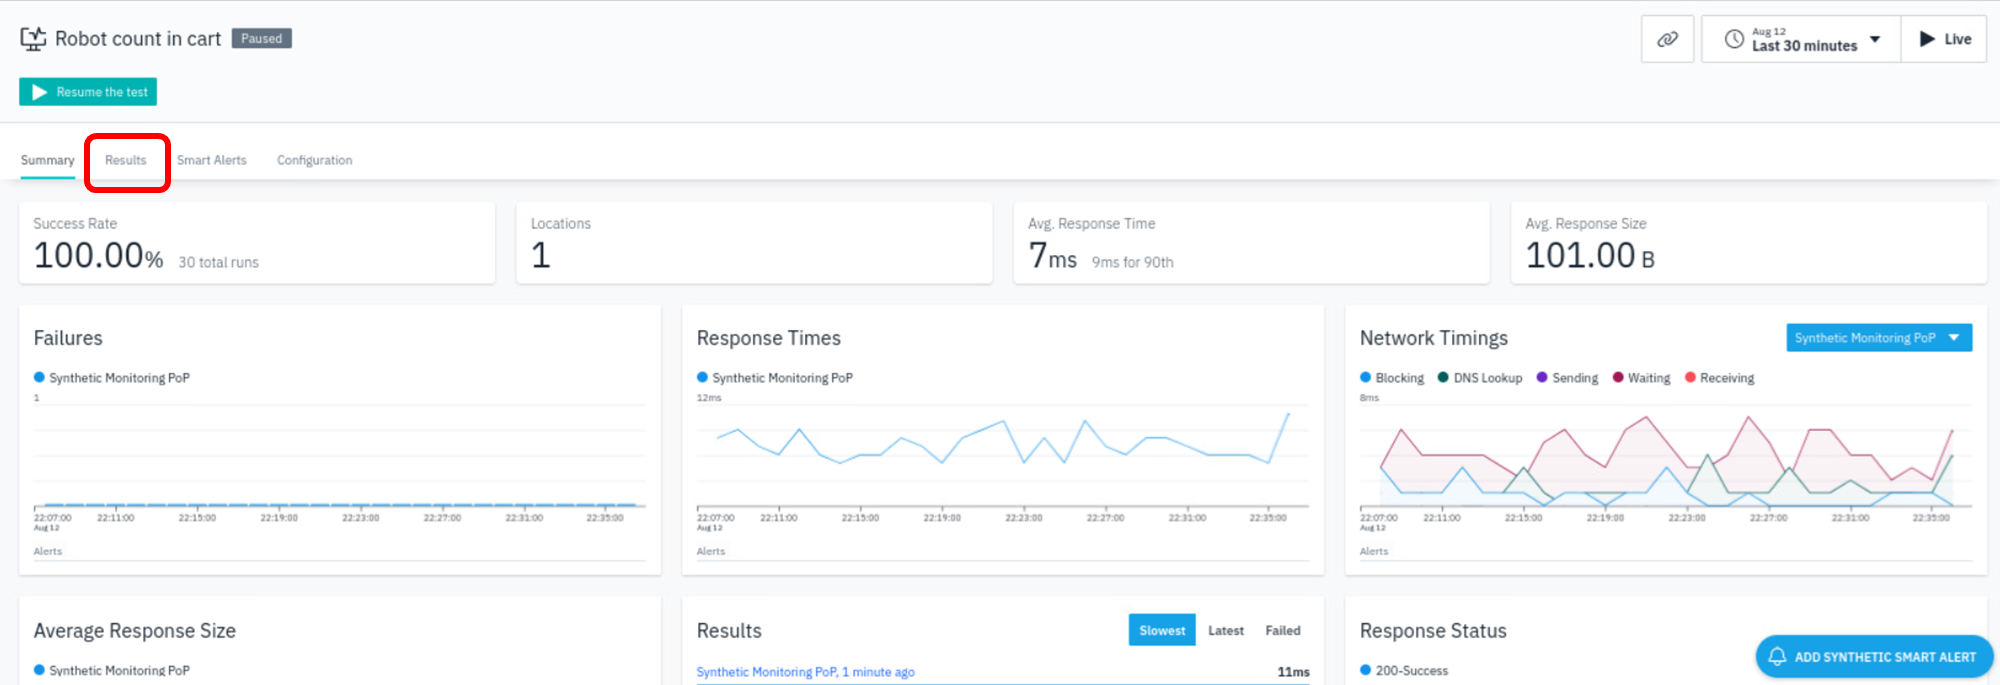 Robot count in cart Paused
Aug 12
Last 30 minutes
Live
Resume the test
Summary Results Smart Alerts Configuration
Success Rate
100.00% 30 total runs
Locations
1
Avg. Response Time
7ms 9ms for 90th
Avg. Response Size
101.00 B
Failures
Synthetic Monitoring PoP
1
22:07:00 22:11:00 22:15:00 22:19:00 22:23:00 22:27:00 22:31:00 22:35:00
Aug 12
Alerts
Response Times
Synthetic Monitoring PoP
12ms
22:07:00 22:11:00 22:15:00 22:19:00 22:23:00 22:27:00 22:31:00 22:35:00
Aug 12
Alerts
Network Timings Synthetic Monitoring PoP
Blocking DNS Lookup Sending Waiting Receiving
8ms
22:07:00 22:11:00 22:15:00 22:19:00 22:23:00 22:27:00 22:31:00 22:35:00
Aug 12
Alerts
Average Response Size
Synthetic Monitoring PoP
Results Slowest Latest Failed
Synthetic Monitoring PoP, 1 minute ago 11ms
Response Status
200-Success
ADD SYNTHETIC SMART ALERT